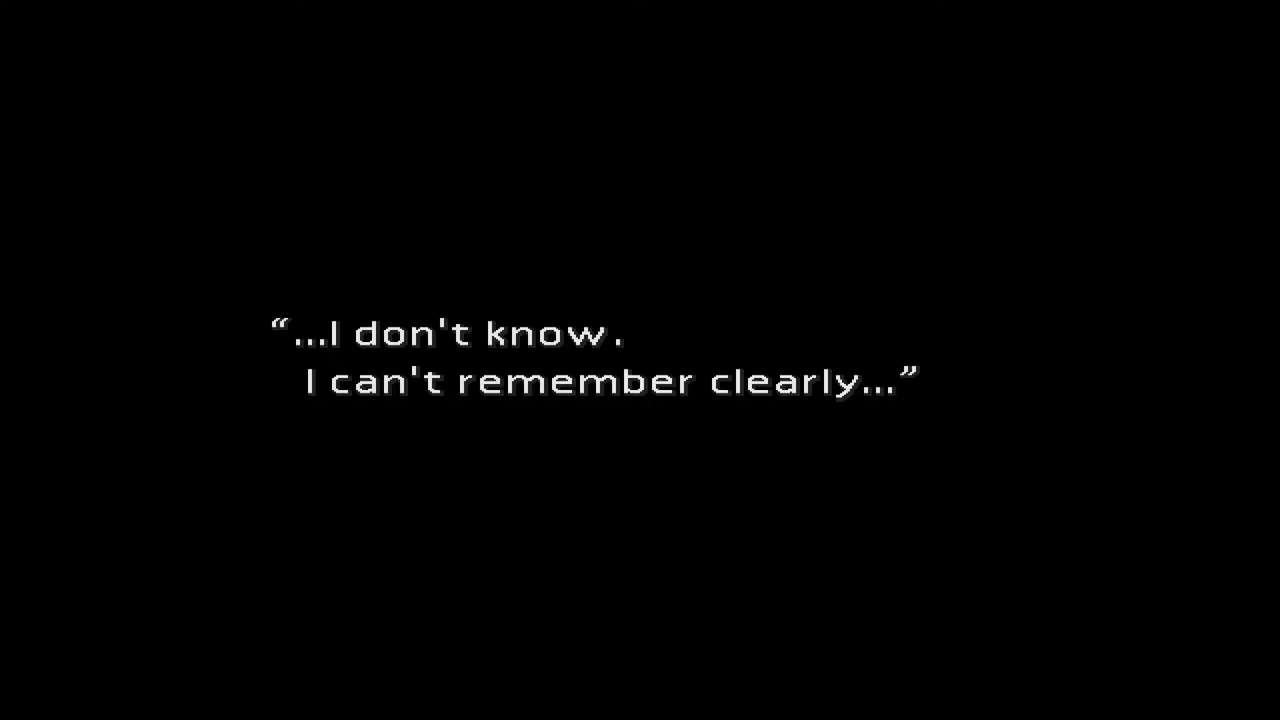 “...I don't know.
I can't remember clearly...”